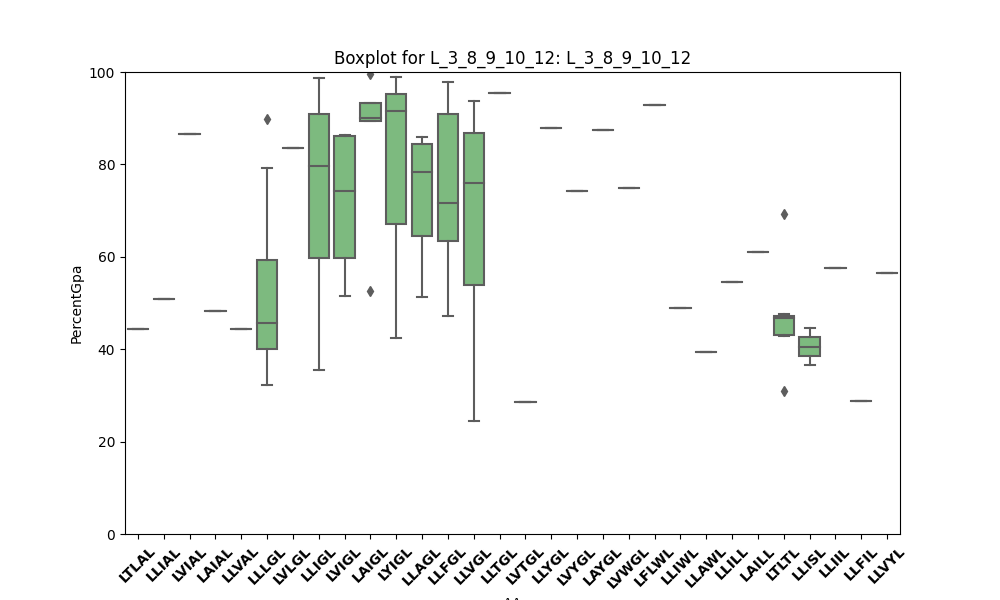 Boxplot for L_3_8_9_10_12: L_3_8_9_10_12
PercentGpa
100
80
60
40
20
0
LTLAL LLIAL LVIAL LAIAL LLVAL LLLGL LVLGL LLIGL LVIGL LAIGL LYIGL LLAGL LLFGL LLVGL LLTGL LVTGL LLYGL LVYGL LAYGL LVWGL LFLWL LLIWL LLAWL LLILL LAILL LTLTL LLISL LLIIL LLFIL LLVYL